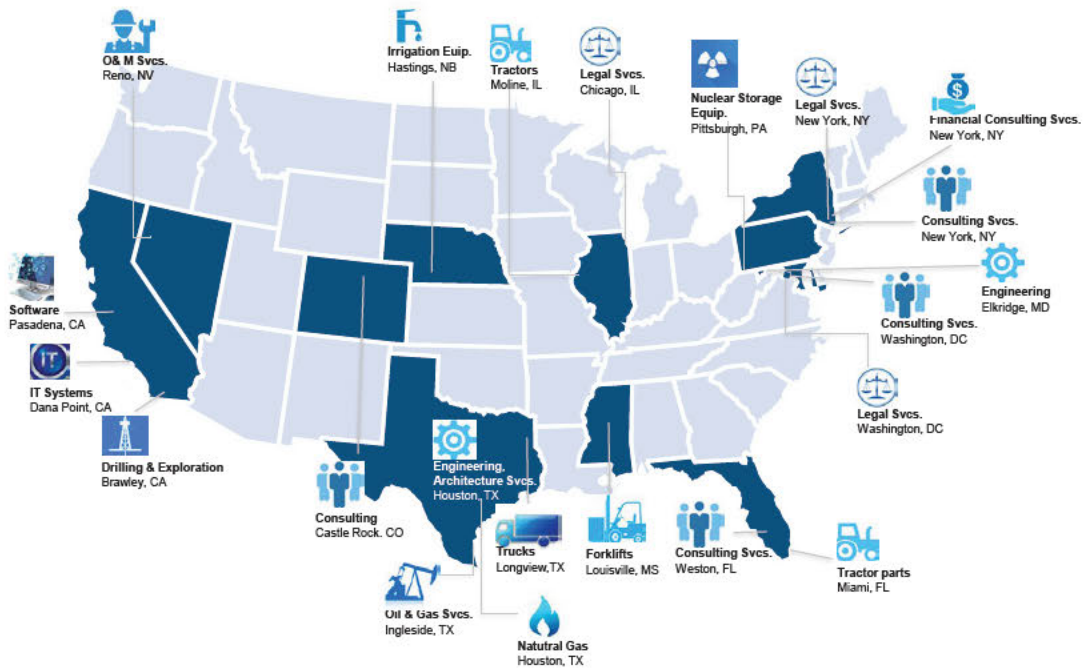 O& M Svcs.
Reno, NV
Irrigation Euip.
Hastings, NB
Tractors
Moline, IL
Legal Svcs.
Chicago, IL
Nuclear Storage
Equip.
Pittsburgh, PA
Legal Svcs.
New York, NY
$
Financial Consulting Svcs.
New York, NY
Consulting Svcs.
New York, NY
Engineering
Elkridge, MD
Consulting Svcs.
Washington, DC
Legal Svcs.
Washington, DC
Software
Pasadena, CA
IT
IT Systems
Dana Point, CA
Drilling & Exploration
Brawley, CA
Consulting
Castle Rock. CO
Engineering,
Architecture Svcs.
Houston, TX
Trucks
Longview,TX
Forklifts
Louisville, MS
Consulting Svcs.
Weston, FL
Tractor parts
Miami, FL
Oil & Gas Svcs.
Ingleside, TX
Natutral Gas
Houston, TX